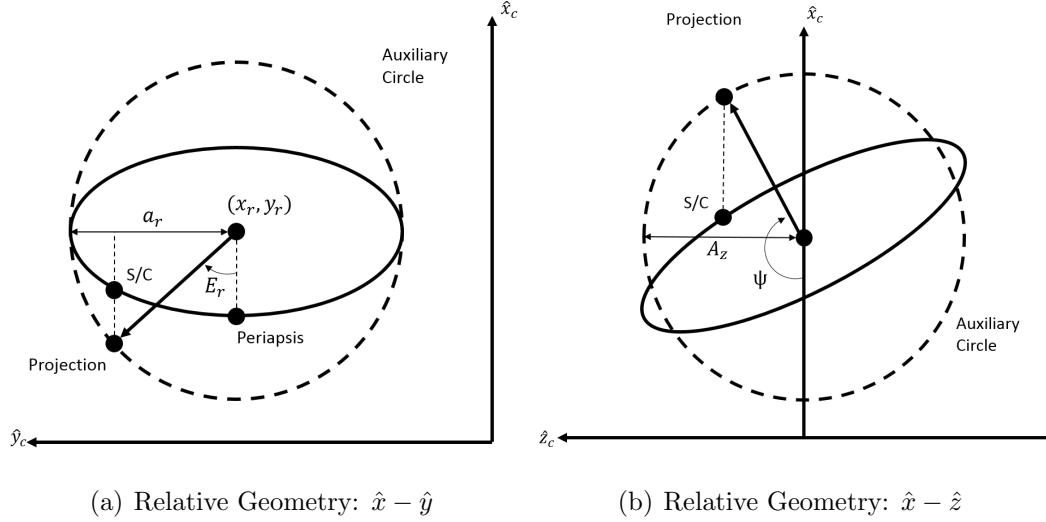 x̂_c
Auxiliary
Circle
(x_r, y_r)
a_r
S/C
E_r
Periapsis
Projection
ŷ_c
(a) Relative Geometry: x̂ − ŷ
Projection
x̂_c
S/C
A_z
ψ
Auxiliary
Circle
ẑ_c
(b) Relative Geometry: x̂ − ẑ